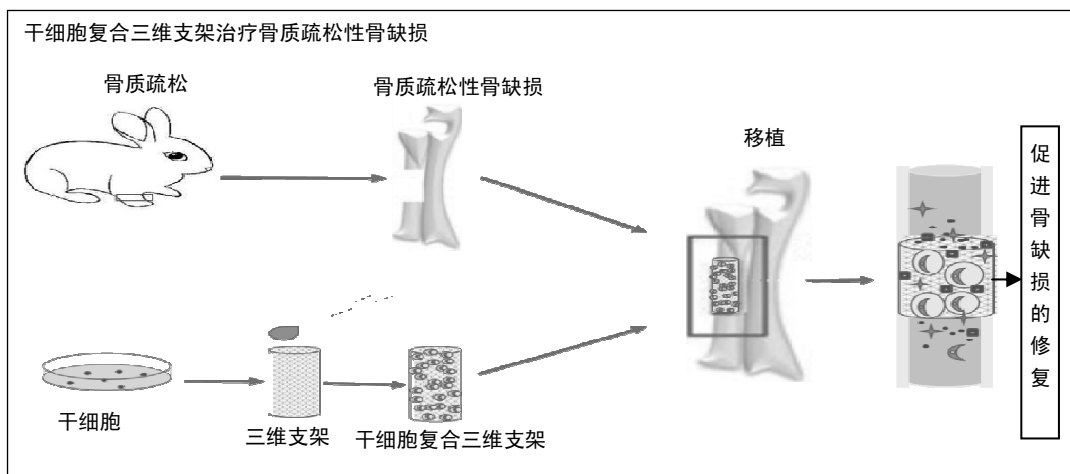 干细胞复合三维支架治疗骨质疏松性骨缺损
骨质疏松
骨质疏松性骨缺损
移植
促进骨缺损的修复
干细胞
三维支架
干细胞复合三维支架